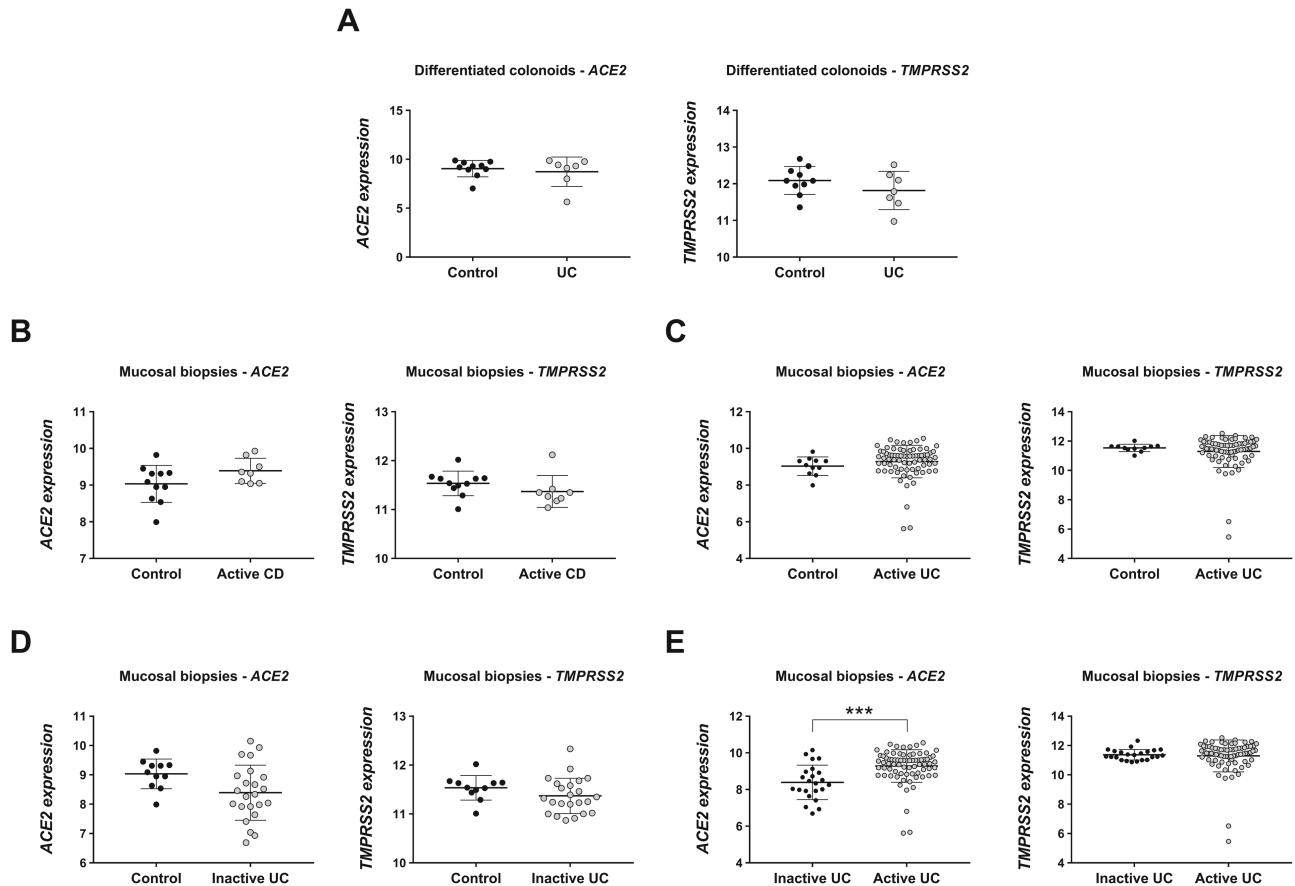 A
Differentiated colonoids - ACE2
ACE2 expression
15
10
5
0
Control
UC
Differentiated colonoids - TMPRSS2
TMPRSS2 expression
14
13
12
11
10
Control
UC
B
Mucosal biopsies - ACE2
ACE2 expression
11
10
9
8
7
Control
Active CD
Mucosal biopsies - TMPRSS2
TMPRSS2 expression
13
12
11
10
Control
Active CD
C
Mucosal biopsies - ACE2
ACE2 expression
12
10
8
6
4
Control
Active UC
Mucosal biopsies - TMPRSS2
TMPRSS2 expression
14
12
10
8
6
4
Control
Active UC
D
Mucosal biopsies - ACE2
ACE2 expression
11
10
9
8
7
6
Control
Inactive UC
Mucosal biopsies - TMPRSS2
TMPRSS2 expression
13
12
11
10
Control
Inactive UC
E
Mucosal biopsies - ACE2
ACE2 expression
12
10
8
6
4
***
Inactive UC
Active UC
Mucosal biopsies - TMPRSS2
TMPRSS2 expression
14
12
10
8
6
4
Inactive UC
Active UC